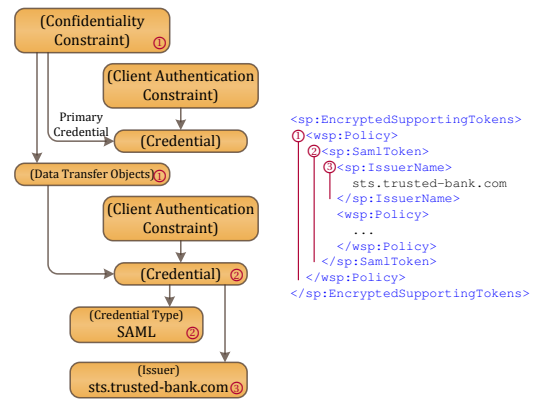 (Confidentiality
Constraint) ①
(Client Authentication
Constraint)
Primary
Credential
(Credential)
(Data Transfer Objects) ①
(Client Authentication
Constraint)
(Credential) ②
(Credential Type)
SAML ②
(Issuer)
sts.trusted-bank.com ③
<sp:EncryptedSupportingTokens>
① <wsp:Policy>
② <sp:SamlToken>
③ <sp:IssuerName>
sts.trusted-bank.com
</sp:IssuerName>
<wsp:Policy>
...
</wsp:Policy>
</sp:SamlToken>
</wsp:Policy>
</sp:EncryptedSupportingTokens>